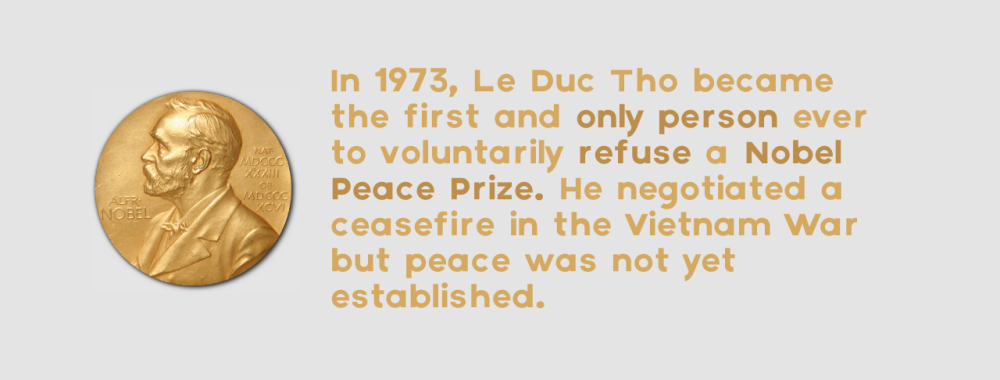 ALFR·
NOBEL
NAT·
MDCCC
XXXIII
OB·
MDCCC
XCVI
In 1973, Le Duc Tho became
the first and only person ever
to voluntarily refuse a Nobel
Peace Prize. He negotiated a
ceasefire in the Vietnam War
but peace was not yet
established.